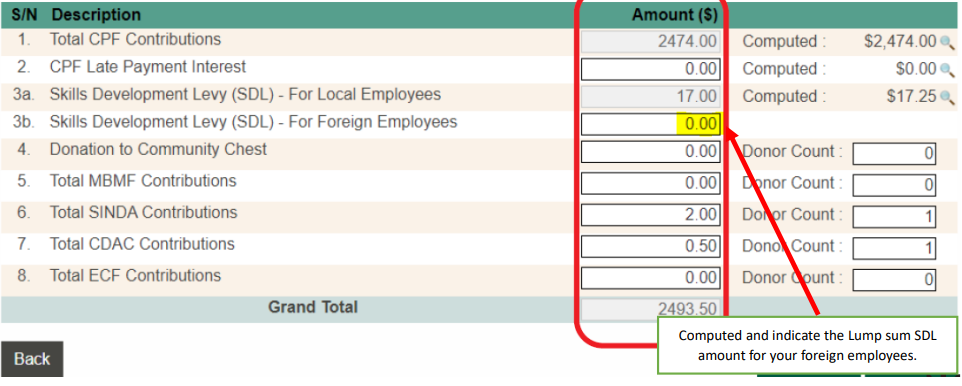 S/N Description Amount ($)
1. Total CPF Contributions 2474.00 Computed : $2,474.00
2. CPF Late Payment Interest 0.00 Computed : $0.00
3a. Skills Development Levy (SDL) - For Local Employees 17.00 Computed : $17.25
3b. Skills Development Levy (SDL) - For Foreign Employees 0.00
4. Donation to Community Chest 0.00 Donor Count : 0
5. Total MBMF Contributions 0.00 Donor Count : 0
6. Total SINDA Contributions 2.00 Donor Count : 1
7. Total CDAC Contributions 0.50 Donor Count : 1
8. Total ECF Contributions 0.00 Donor Count : 0
Grand Total 2493.50
Computed and indicate the Lump sum SDL
amount for your foreign employees.
Back